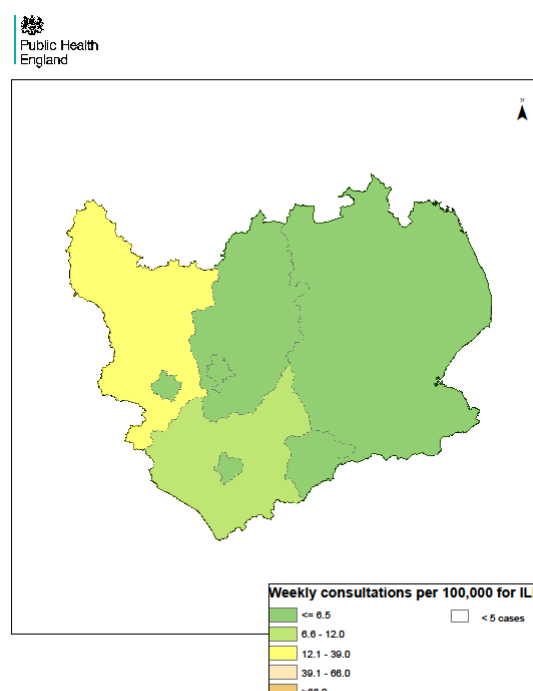 Public Health
England
N
Weekly consultations per 100,000 for IL
<= 6.5
< 5 cases
6.6 - 12.0
12.1 - 39.0
39.1 - 66.0